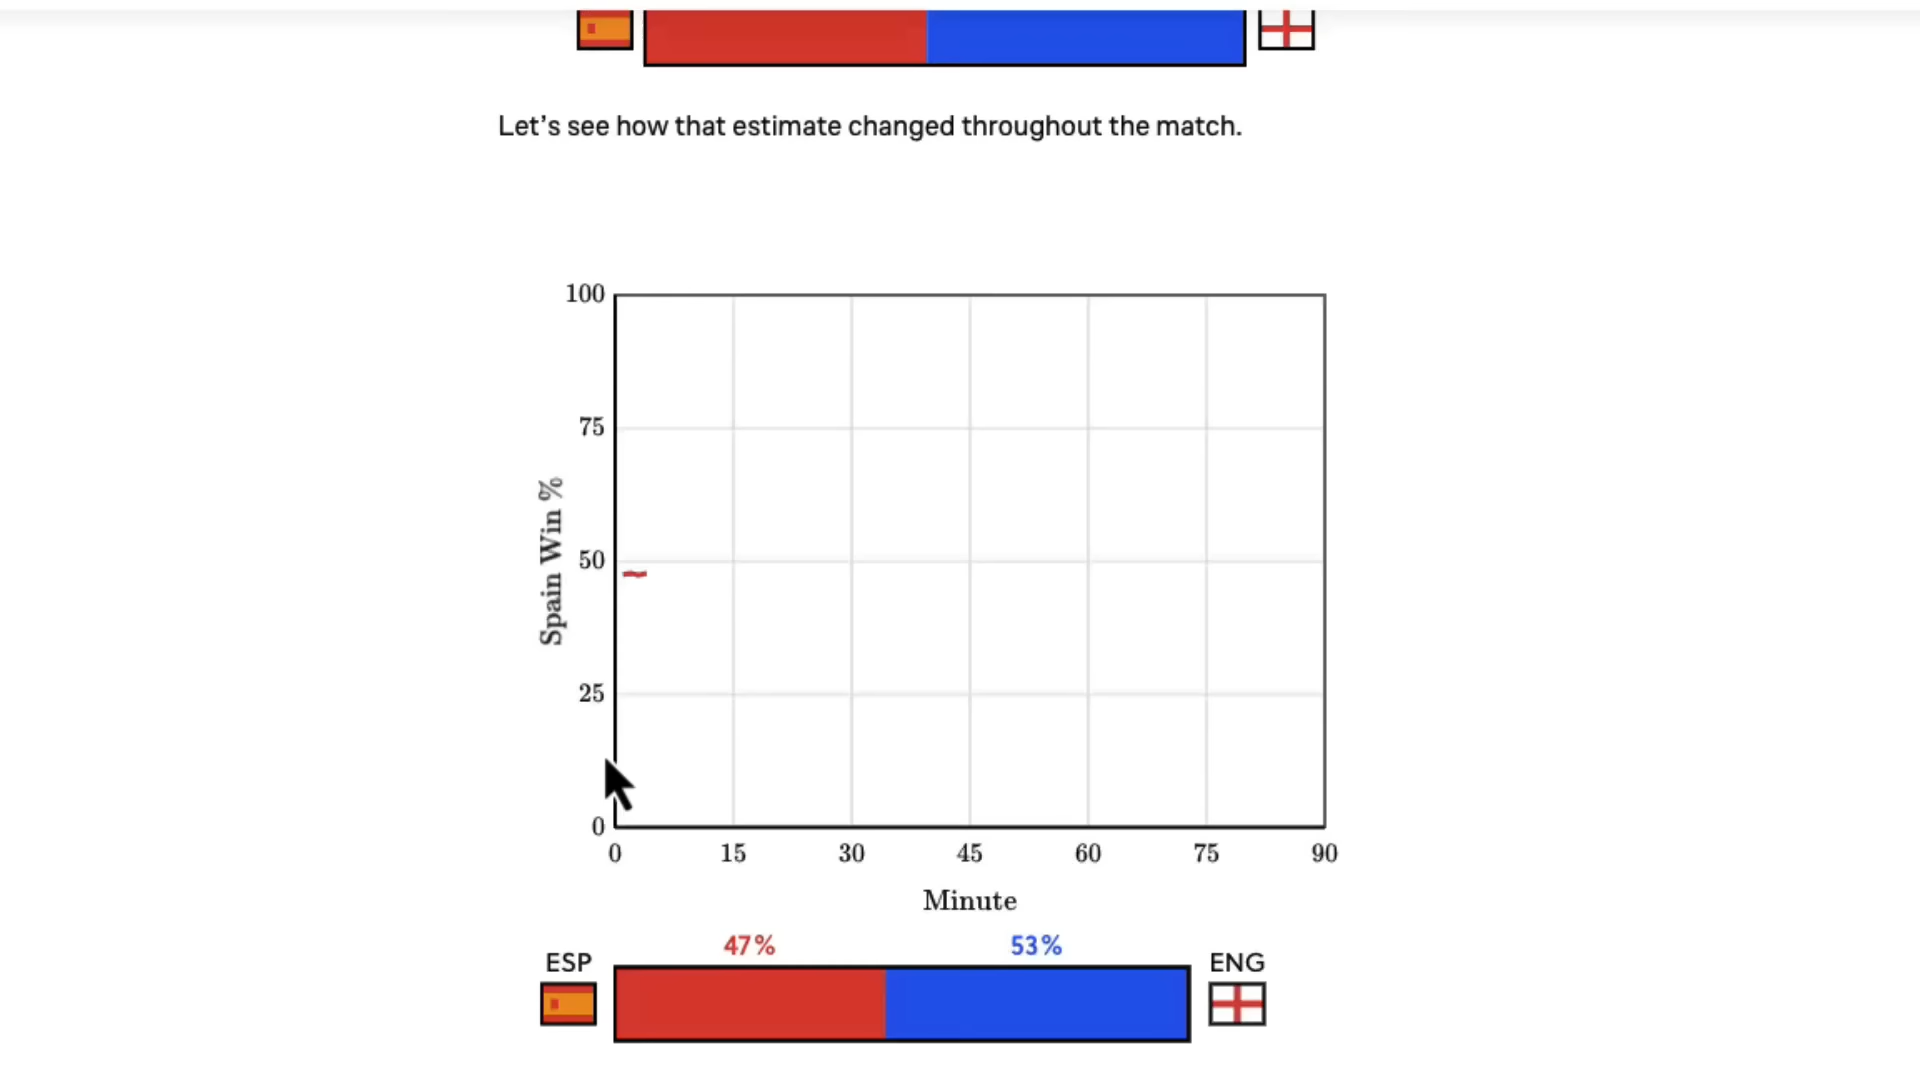 Let's see how that estimate changed throughout the match.
100
75
50
25
0
Spain Win %
0 15 30 45 60 75 90
Minute
47% 53%
ESP ENG